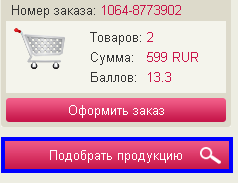 Номер заказа: 1064-8773902
Товаров: 2
Сумма: 599 RUR
Баллов: 13.3
Оформить заказ
Подобрать продукцию